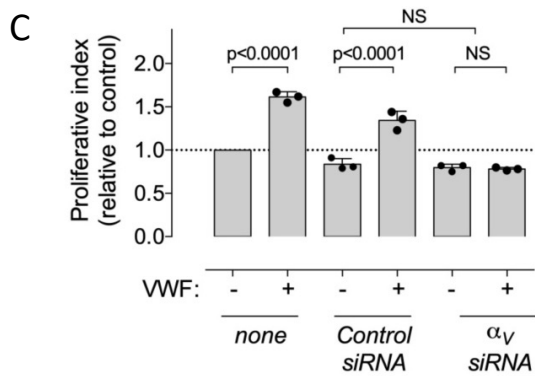 C
NS
p<0.0001 p<0.0001 NS
Proliferative index
(relative to control)
2.0
1.5
1.0
0.5
0.0
VWF: - + - + - +
none Control siRNA αV siRNA